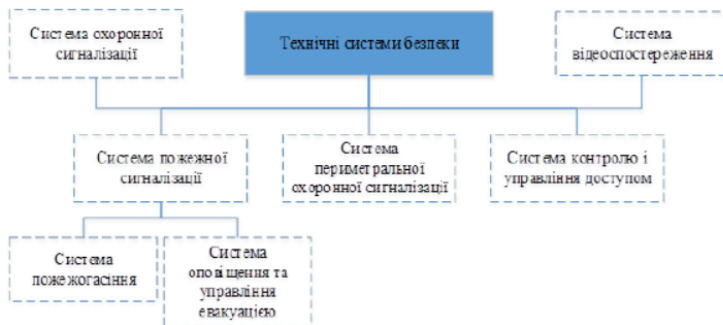 Система охоронної
сигналізації
Технічні системи безпеки
Система
відеоспостереження
Система пожежної
сигналізації
Система
периметральної
охоронної сигналізації
Система контролю і
управління доступом
Система
пожежогасіння
Система
оповіщення та
управління
евакуацією